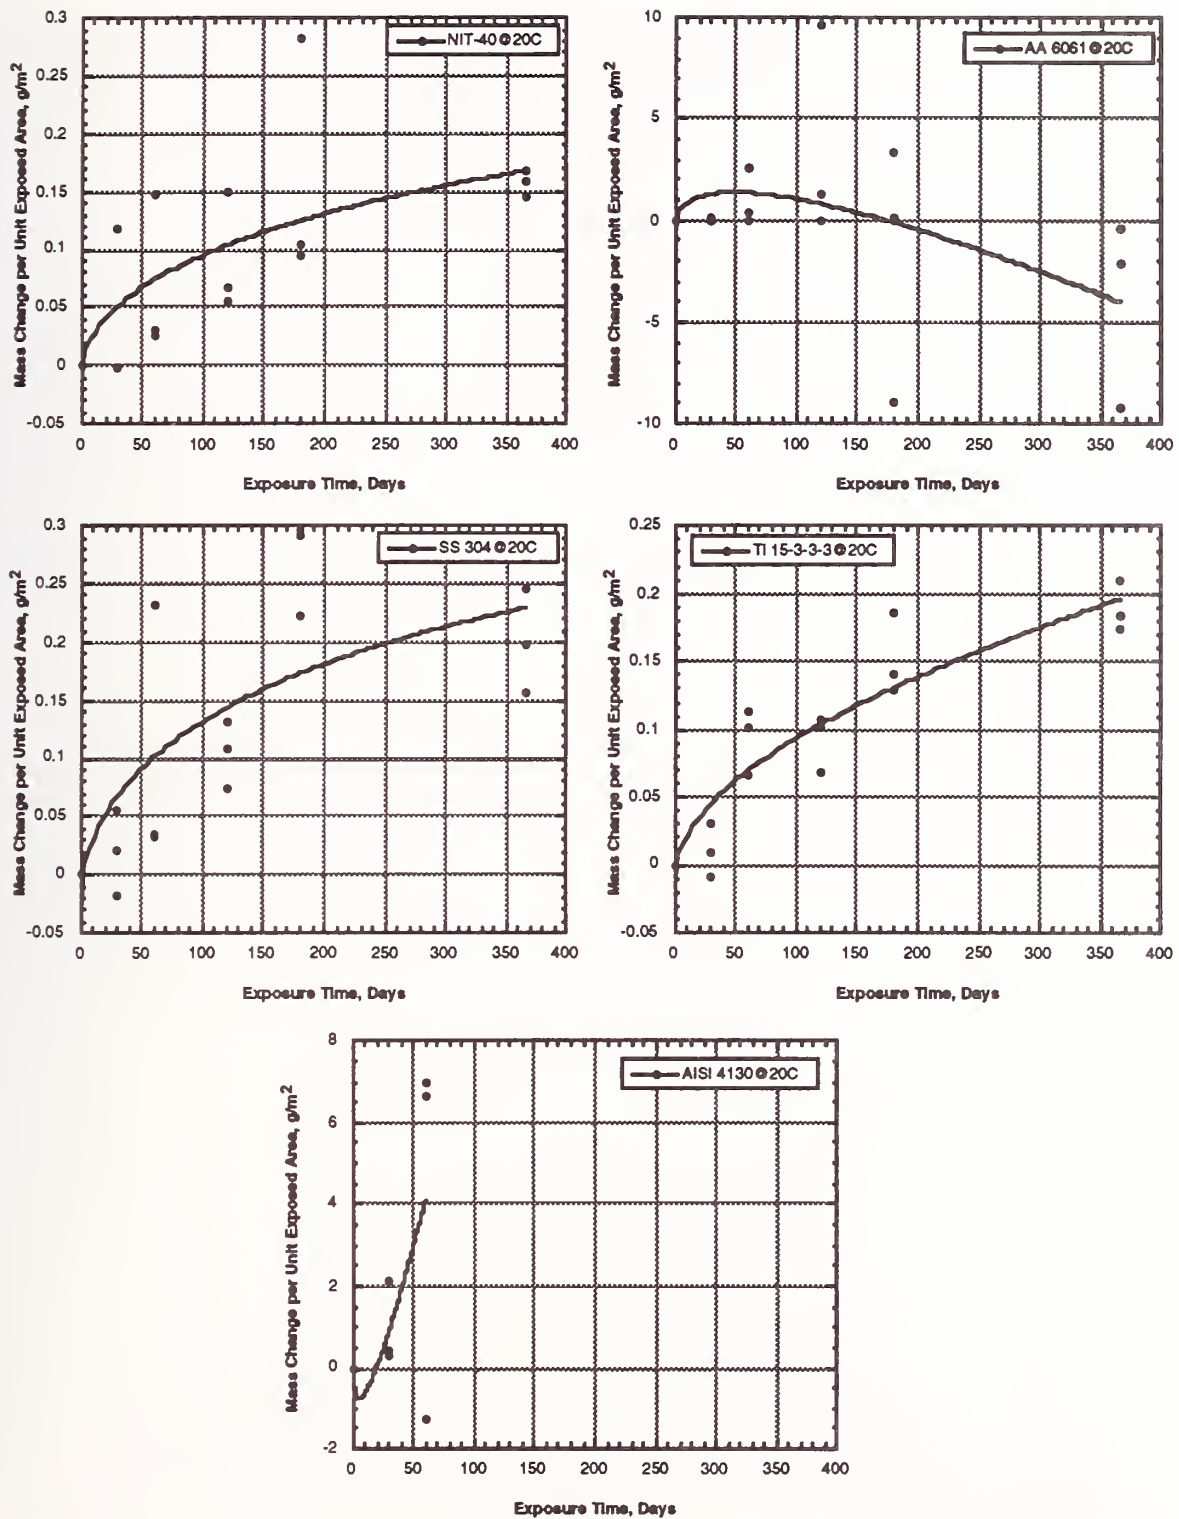 NIT-40 @ 20C
Mass Change per Unit Exposed Area, g/m²
0.3
0.25
0.2
0.15
0.1
0.05
0
-0.05
0 50 100 150 200 250 300 350 400
Exposure Time, Days
AA 6061 @ 20C
Mass Change per Unit Exposed Area, g/m²
10
5
0
-5
-10
0 50 100 150 200 250 300 350 400
Exposure Time, Days
SS 304 @ 20C
Mass Change per Unit Exposed Area, g/m²
0.3
0.25
0.2
0.15
0.1
0.05
0
-0.05
0 50 100 150 200 250 300 350 400
Exposure Time, Days
TI 15-3-3-3 @ 20C
Mass Change per Unit Exposed Area, g/m²
0.25
0.2
0.15
0.1
0.05
0
-0.05
0 50 100 150 200 250 300 350 400
Exposure Time, Days
AISI 4130 @ 20C
Mass Change per Unit Exposed Area, g/m²
8
6
4
2
0
-2
0 50 100 150 200 250 300 350 400
Exposure Time, Days